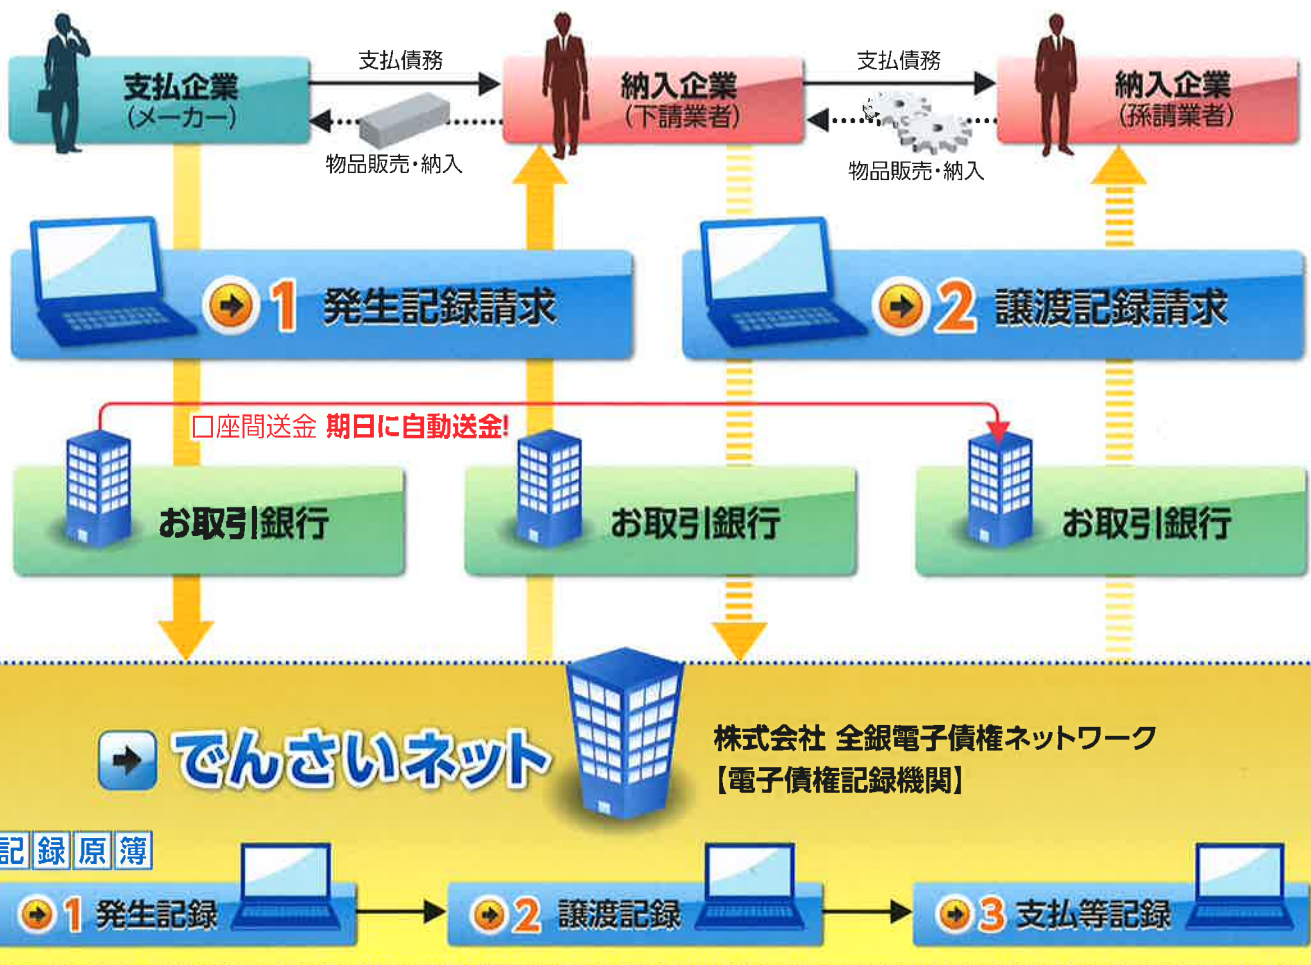 支払企業
(メーカー)
支払債務
物品販売・納入
納入企業
(下請業者)
支払債務
物品販売・納入
納入企業
(孫請業者)
1 発生記録請求
2 譲渡記録請求
口座間送金 期日に自動送金!
お取引銀行
お取引銀行
お取引銀行
でんさいネット
株式会社 全銀電子債権ネットワーク
【電子債権記録機関】
記録原簿
1 発生記録
2 譲渡記録
3 支払等記録